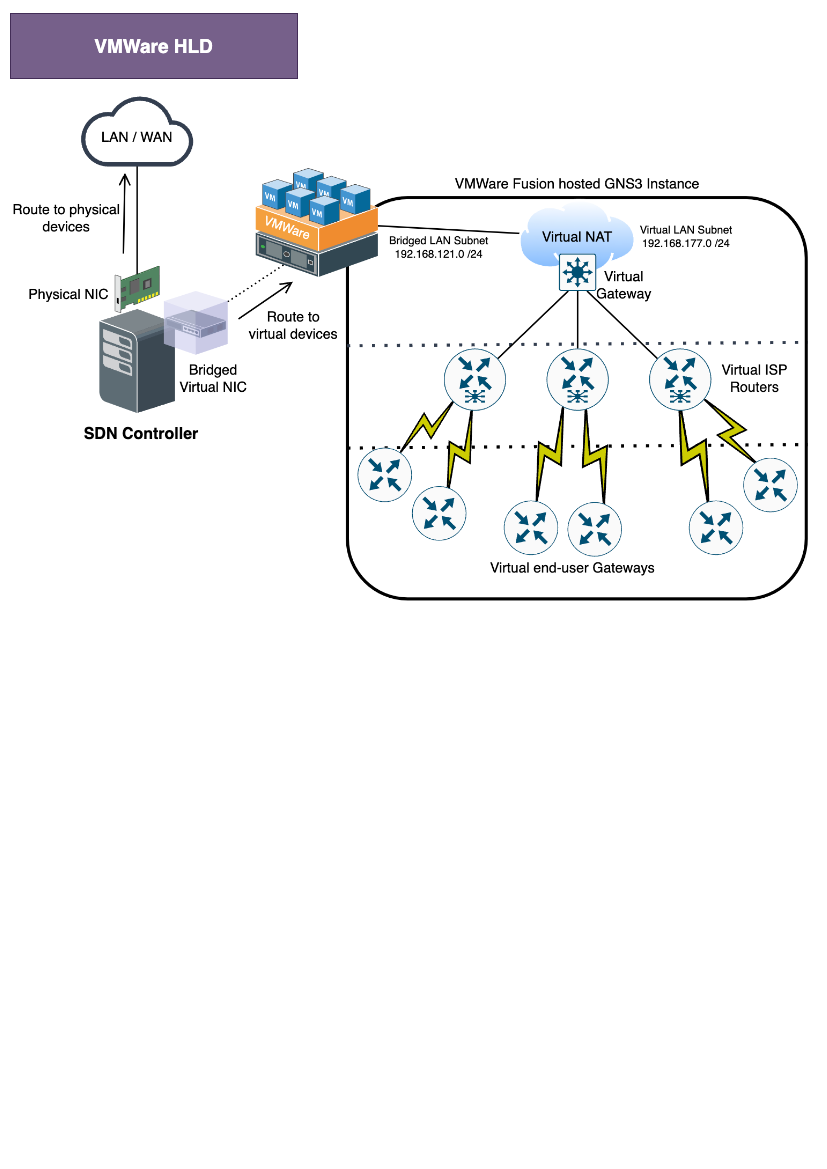 VMWare HLD
LAN / WAN
Route to physical
devices
Physical NIC
Bridged
Virtual NIC
SDN Controller
VM
VM
VM
VM
VM
VM
VMWare
Route to
virtual devices
VMWare Fusion hosted GNS3 Instance
Bridged LAN Subnet
192.168.121.0 /24
Virtual NAT
Virtual LAN Subnet
192.168.177.0 /24
Virtual
Gateway
Virtual ISP
Routers
Virtual end-user Gateways